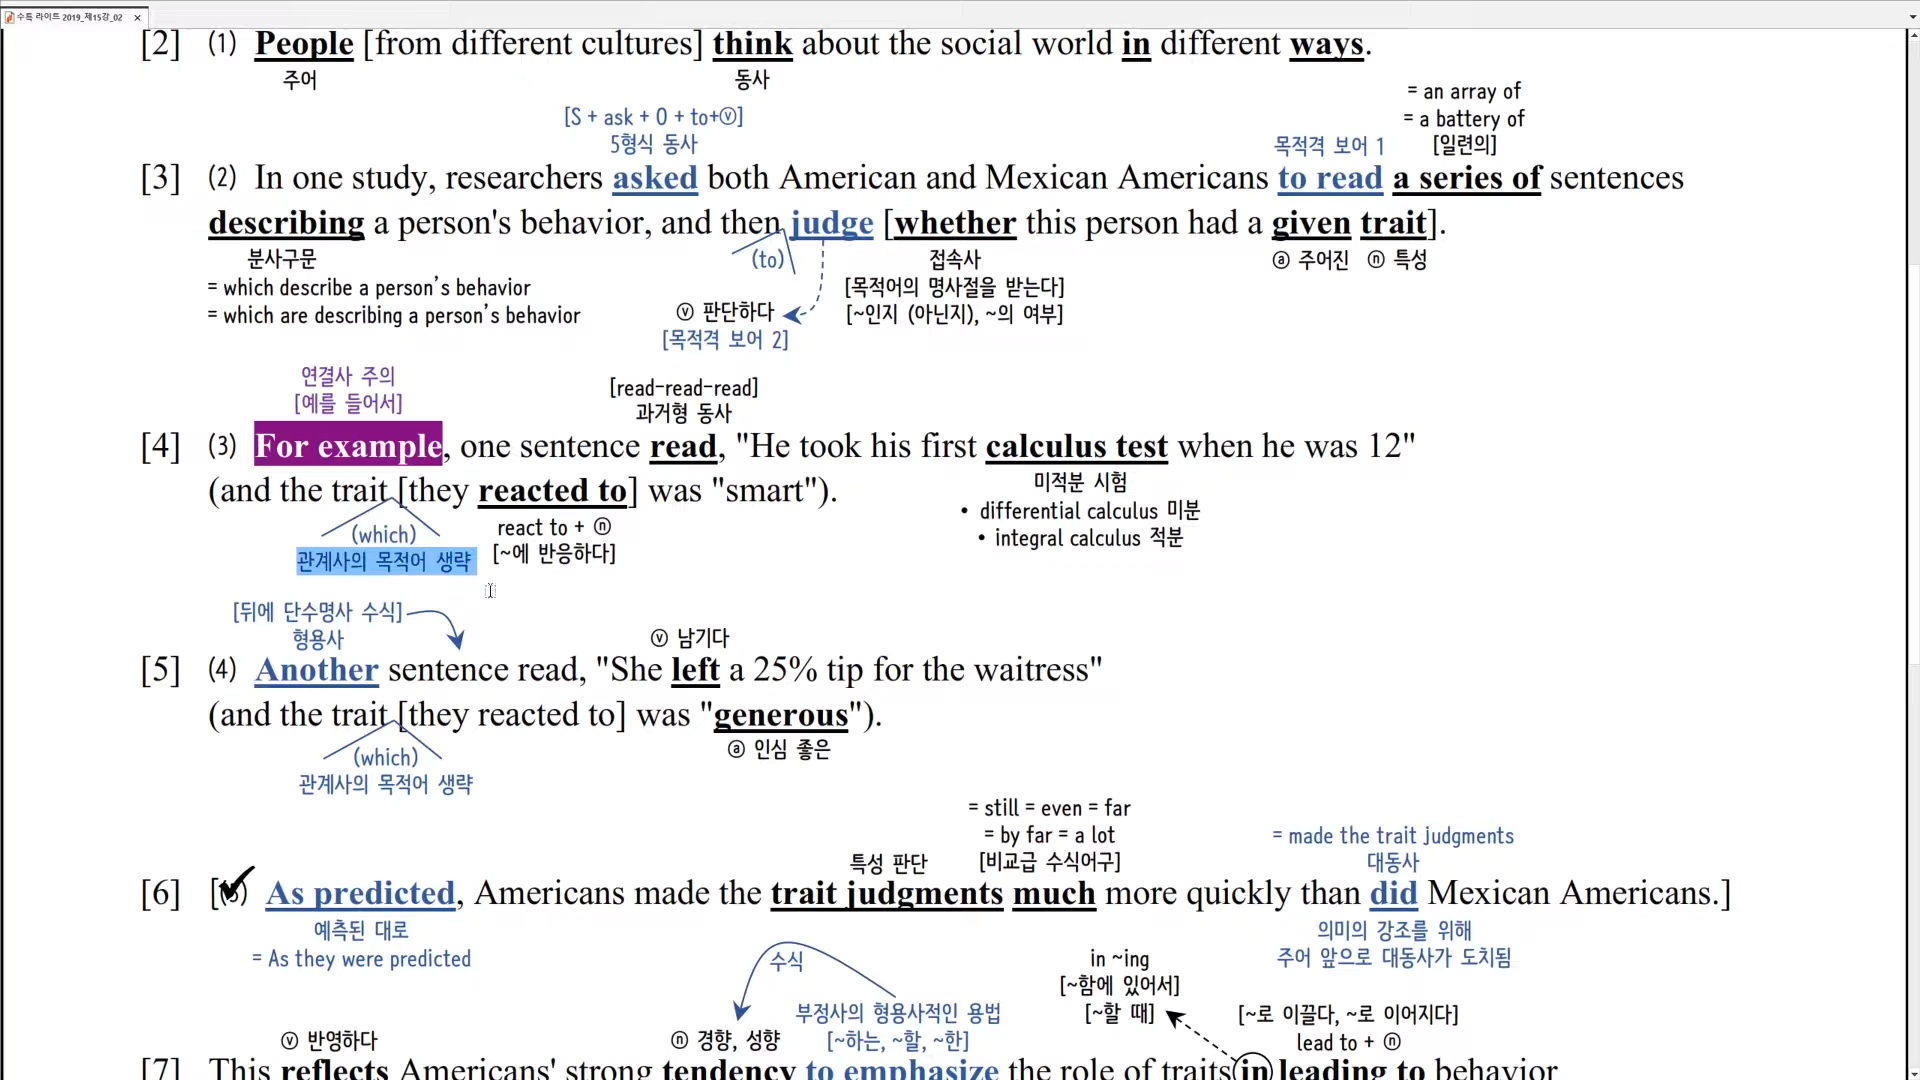 수특 라이트 2019_제15강_02
[2] (1) People [from different cultures] think about the social world in different ways.
주어 동사
= an array of
[S + ask + O + to+ⓥ] = a battery of
5형식 동사 목적격 보어 1 [일련의]
[3] (2) In one study, researchers asked both American and Mexican Americans to read a series of sentences
describing a person's behavior, and then judge [whether this person had a given trait].
분사구문 (to) 접속사 ⓐ 주어진 ⓝ 특성
= which describe a person's behavior [목적어의 명사절을 받는다]
= which are describing a person's behavior ⓥ 판단하다 [~인지 (아닌지), ~의 여부]
[목적격 보어 2]
연결사 주의 [read-read-read]
[예를 들어서] 과거형 동사
[4] (3) For example, one sentence read, "He took his first calculus test when he was 12"
(and the trait [they reacted to] was "smart"). 미적분 시험
(which) react to + ⓝ • differential calculus 미분
관계사의 목적어 생략 [~에 반응하다] • integral calculus 적분
[뒤에 단수명사 수식]
형용사 ⓥ 남기다
[5] (4) Another sentence read, "She left a 25% tip for the waitress"
(and the trait [they reacted to] was "generous").
(which) ⓐ 인심 좋은
관계사의 목적어 생략
= still = even = far
= by far = a lot = made the trait judgments
특성 판단 [비교급 수식어구] 대동사
[6] [(5) As predicted, Americans made the trait judgments much more quickly than did Mexican Americans.]
예측된 대로 의미의 강조를 위해
= As they were predicted 수식 in ~ing 주어 앞으로 대동사가 도치됨
[~함에 있어서]
부정사의 형용사적인 용법 [~할 때] [~로 이끌다, ~로 이어지다]
ⓥ 반영하다 ⓝ 경향, 성향 [~하는, ~할, ~한] lead to + ⓝ
[7] This reflects Americans' strong tendency to emphasize the role of traits in leading to behavior